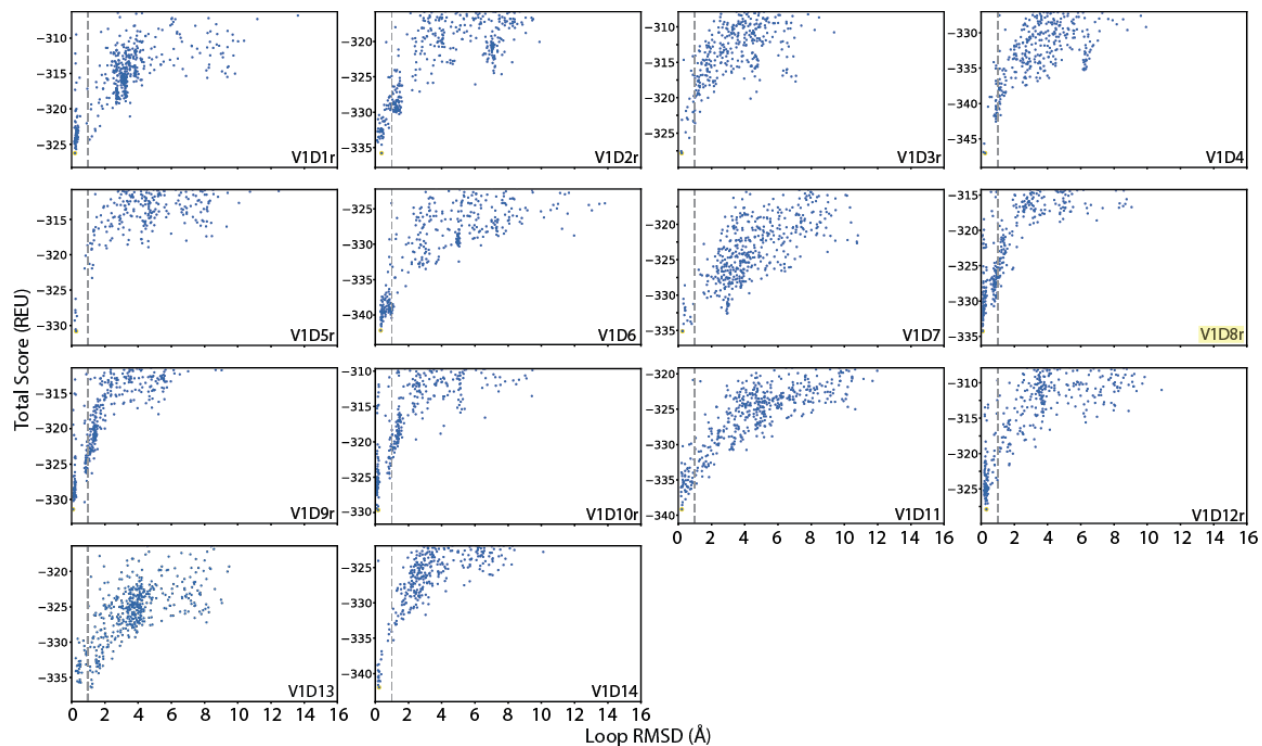 Total Score (REU)
−310
−315
−320
−325
V1D1r
−320
−325
−330
−335
V1D2r
−310
−315
−320
−325
V1D3r
−330
−335
−340
−345
V1D4
−315
−320
−325
−330
V1D5r
−325
−330
−335
−340
V1D6
−320
−325
−330
−335
V1D7
−315
−320
−325
−330
−335
V1D8r
−315
−320
−325
−330
V1D9r
−310
−315
−320
−325
−330
V1D10r
−320
−325
−330
−335
−340
V1D11
0 2 4 6 8 10 12 14 16
−310
−315
−320
−325
V1D12r
0 2 4 6 8 10 12 14 16
−320
−325
−330
−335
V1D13
0 2 4 6 8 10 12 14 16
−325
−330
−335
−340
V1D14
0 2 4 6 8 10 12 14 16
Loop RMSD (Å)